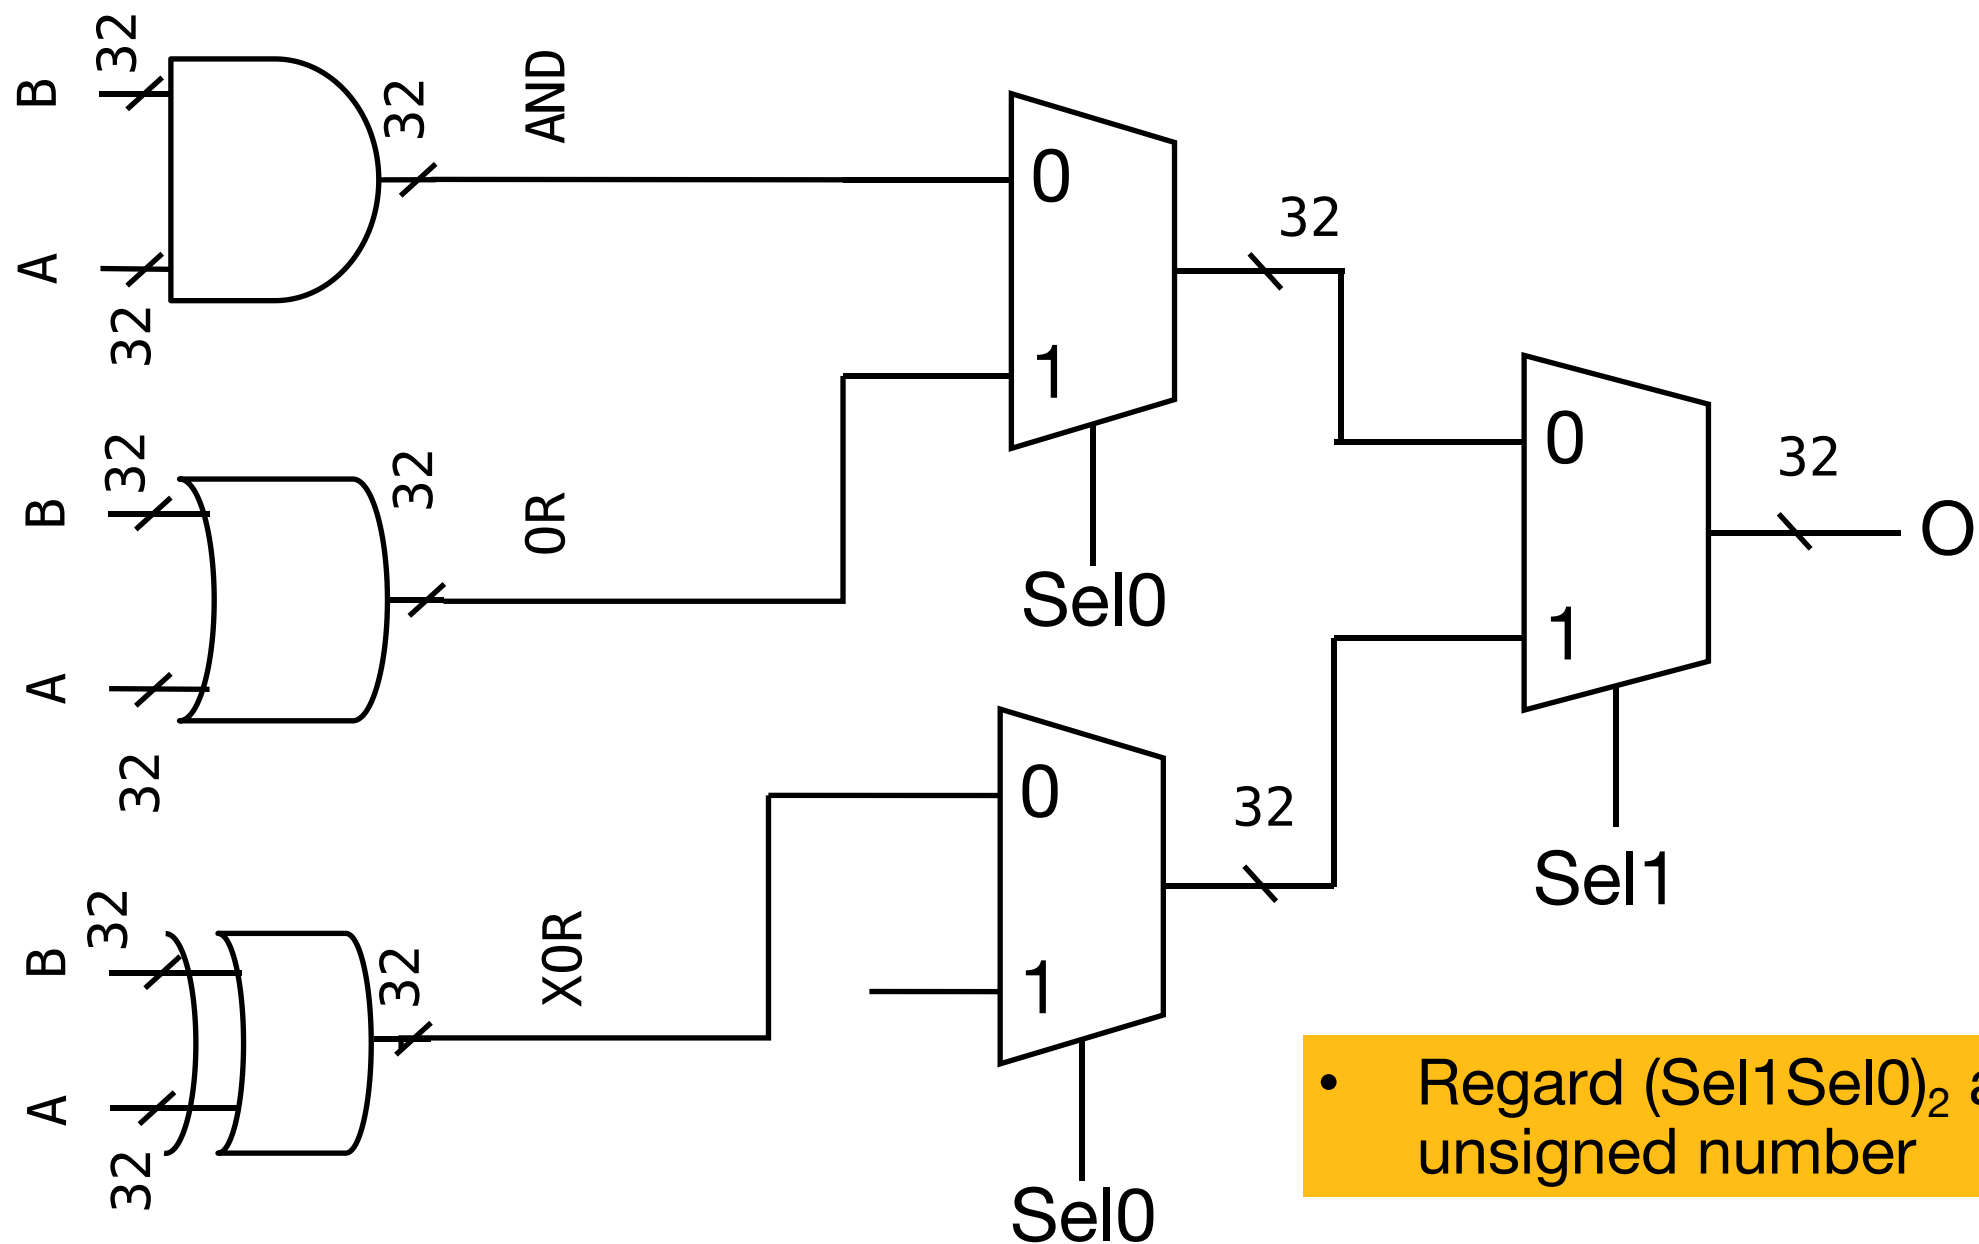 B
32
32
AND
A
32
0
1
32
Sel0
B
32
32
OR
A
32
0
1
32
O
Sel1
B
32
32
XOR
A
32
0
1
32
Sel0
• Regard (Sel1Sel0)₂ a
unsigned number